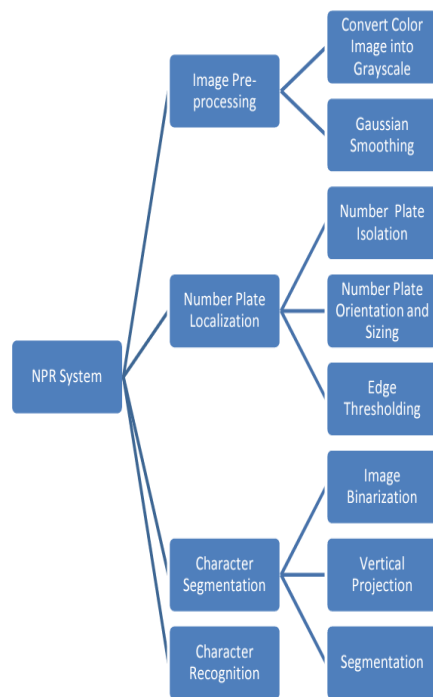 NPR System
Image Pre-
processing
Convert Color
Image into
Grayscale
Gaussian
Smoothing
Number Plate
Localization
Number Plate
Isolation
Number Plate
Orientation and
Sizing
Edge
Thresholding
Character
Segmentation
Image
Binarization
Vertical
Projection
Segmentation
Character
Recognition